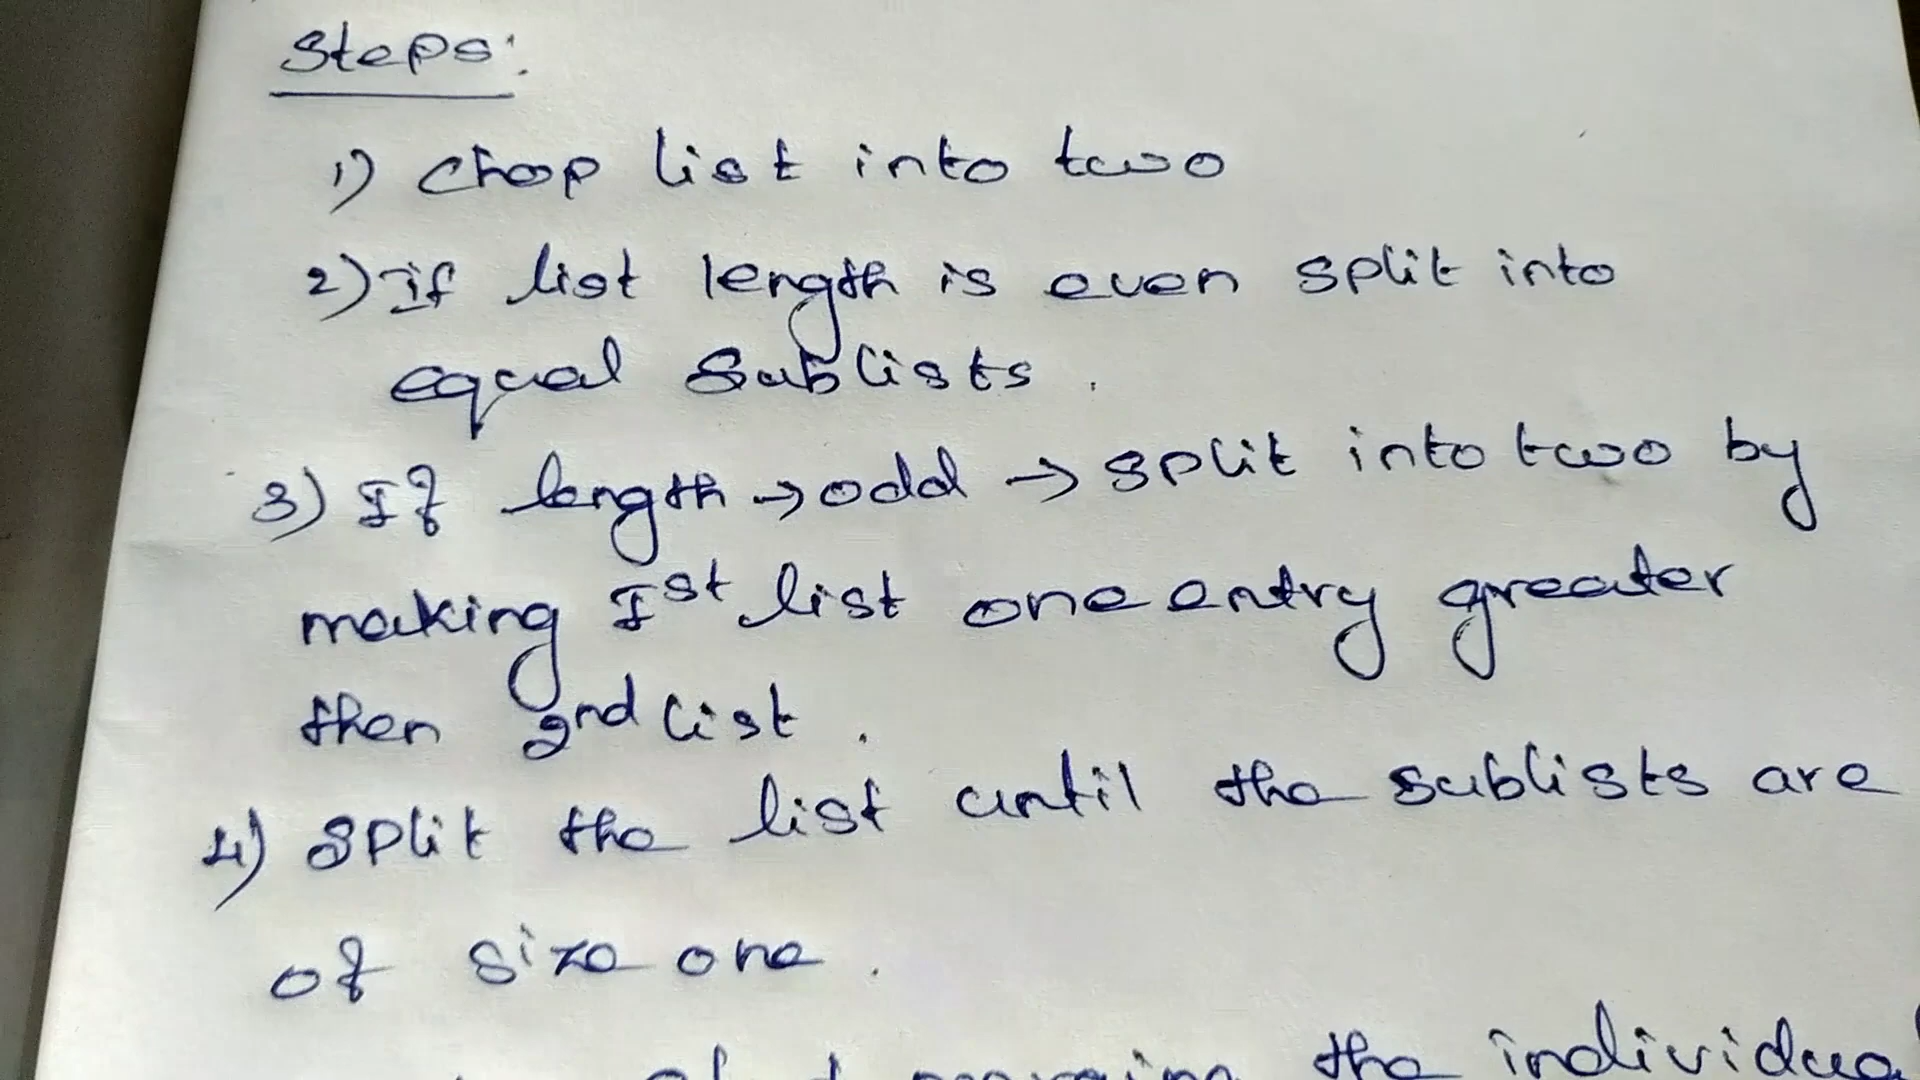 Steps:
1) Chop list into two
2) if list length is even split into
equal Sublists.
3) If length → odd → split into two by
making Ist list one entry greater
then 2nd list.
4) Split the list until the sublists are
of size one.
the individual